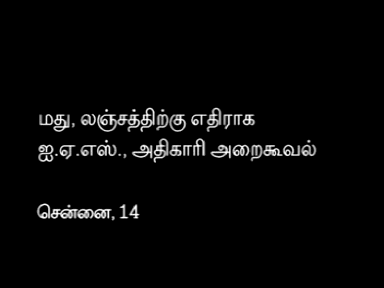 மது, லஞ்சத்திற்கு எதிராக
ஐ.ஏ.எஸ்., அதிகாரி அறைகூவல்
சென்னை, 14